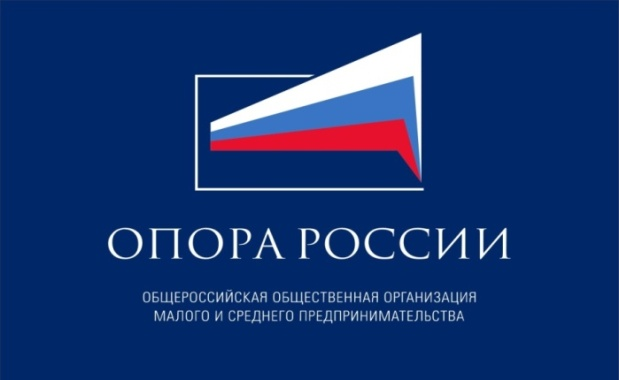 ОПОРА РОССИИ
ОБЩЕРОССИЙСКАЯ ОБЩЕСТВЕННАЯ ОРГАНИЗАЦИЯ
МАЛОГО И СРЕДНЕГО ПРЕДПРИНИМАТЕЛЬСТВА